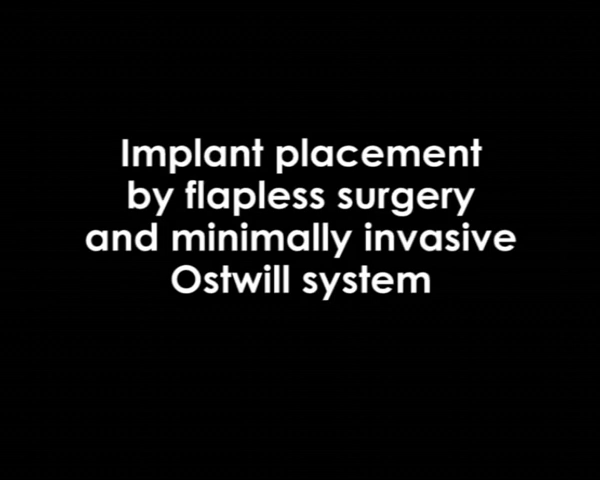 Implant placement
by flapless surgery
and minimally invasive
Ostwill system